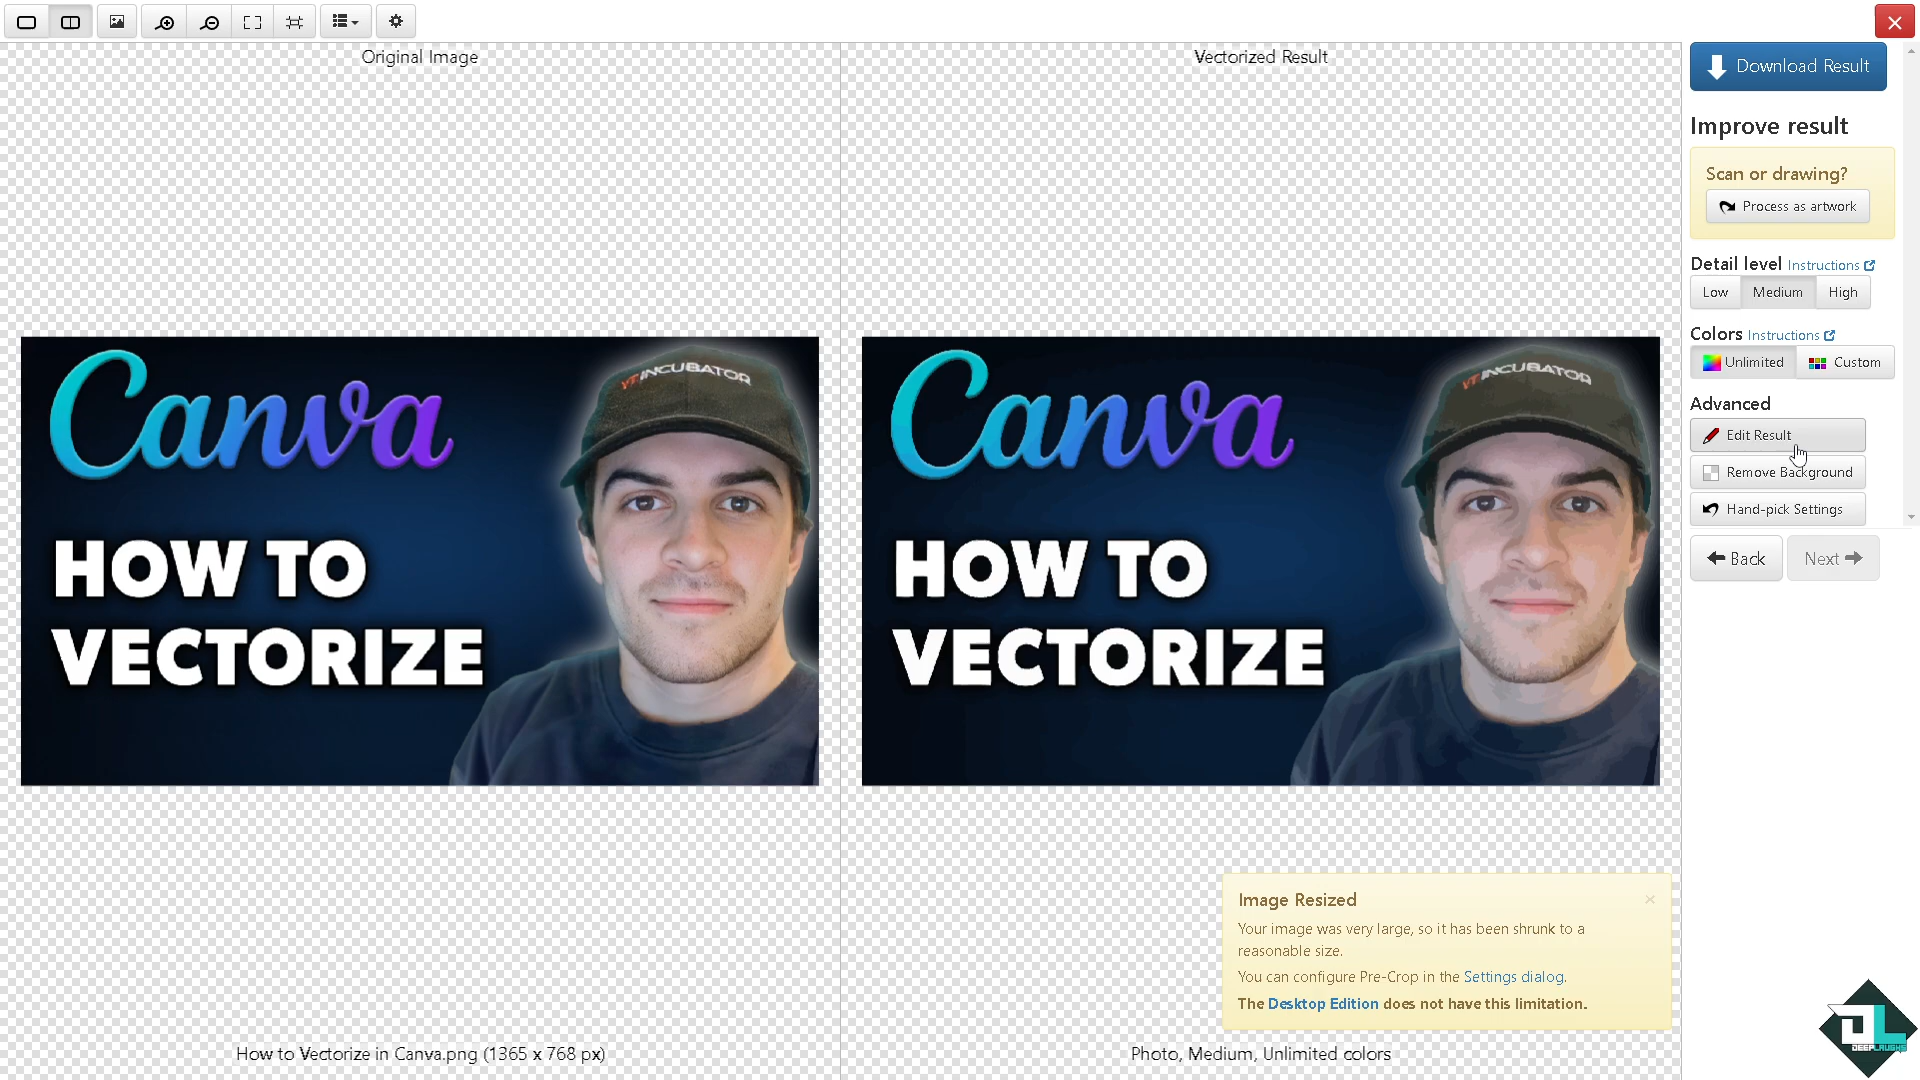 Original Image
Vectorized Result
Download Result
Improve result
Scan or drawing?
Process as artwork
Detail level Instructions
Low Medium High
Colors Instructions
Unlimited Custom
Advanced
Edit Result
Remove Background
Hand-pick Settings
Back Next
Canva
HOW TO
VECTORIZE
YT INCUBATOR
Canva
HOW TO
VECTORIZE
YT INCUBATOR
Image Resized
Your image was very large, so it has been shrunk to a
reasonable size.
You can configure Pre-Crop in the Settings dialog.
The Desktop Edition does not have this limitation.
How to Vectorize in Canva.png (1365 x 768 px)
Photo, Medium, Unlimited colors
DL
DEEPLAUGHS